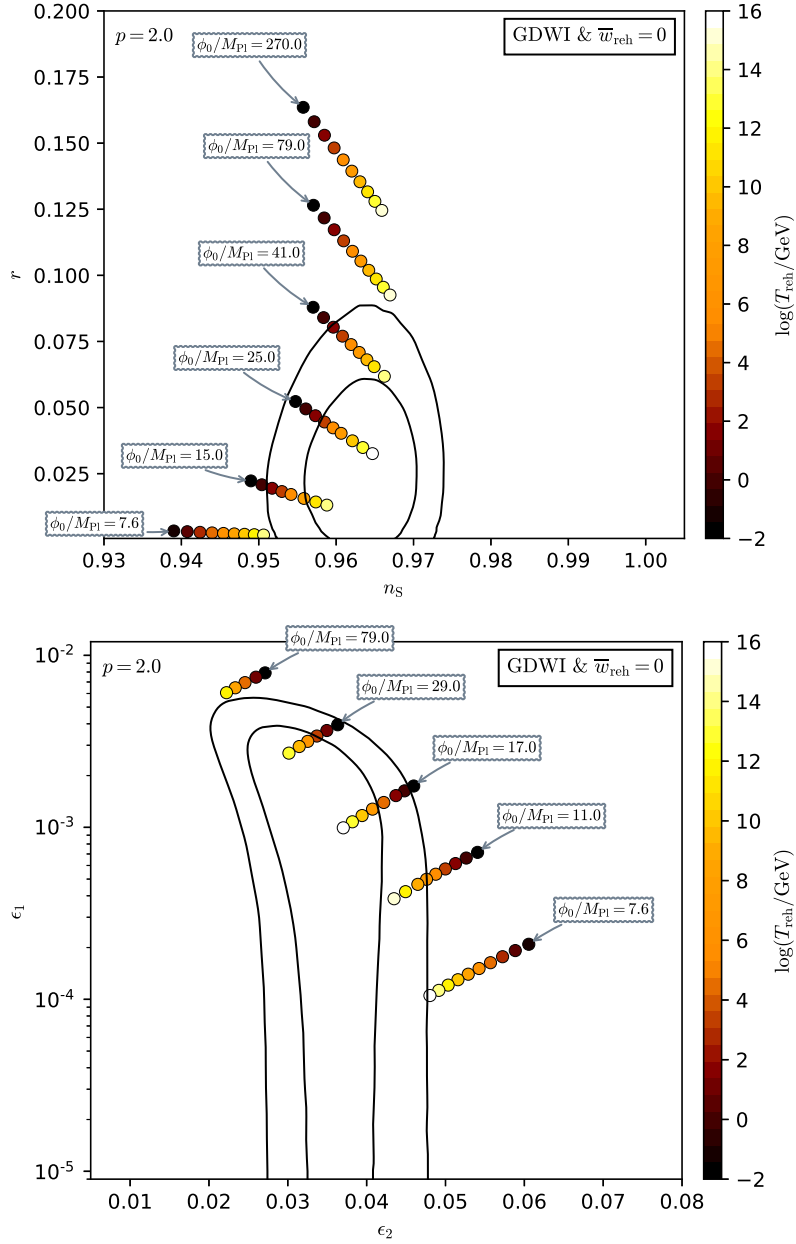 p = 2.0
GDWI & w̅reh = 0
ϕ0/MPl = 270.0
ϕ0/MPl = 79.0
ϕ0/MPl = 41.0
ϕ0/MPl = 25.0
ϕ0/MPl = 15.0
ϕ0/MPl = 7.6
r
0.200
0.175
0.150
0.125
0.100
0.075
0.050
0.025
0.93 0.94 0.95 0.96 0.97 0.98 0.99 1.00
nS
16
14
12
10
8
6
4
2
0
−2
log(Treh/GeV)
p = 2.0
GDWI & w̅reh = 0
ϕ0/MPl = 79.0
ϕ0/MPl = 29.0
ϕ0/MPl = 17.0
ϕ0/MPl = 11.0
ϕ0/MPl = 7.6
ϵ1
10-2
10-3
10-4
10-5
0.01 0.02 0.03 0.04 0.05 0.06 0.07 0.08
ϵ2
16
14
12
10
8
6
4
2
0
−2
log(Treh/GeV)